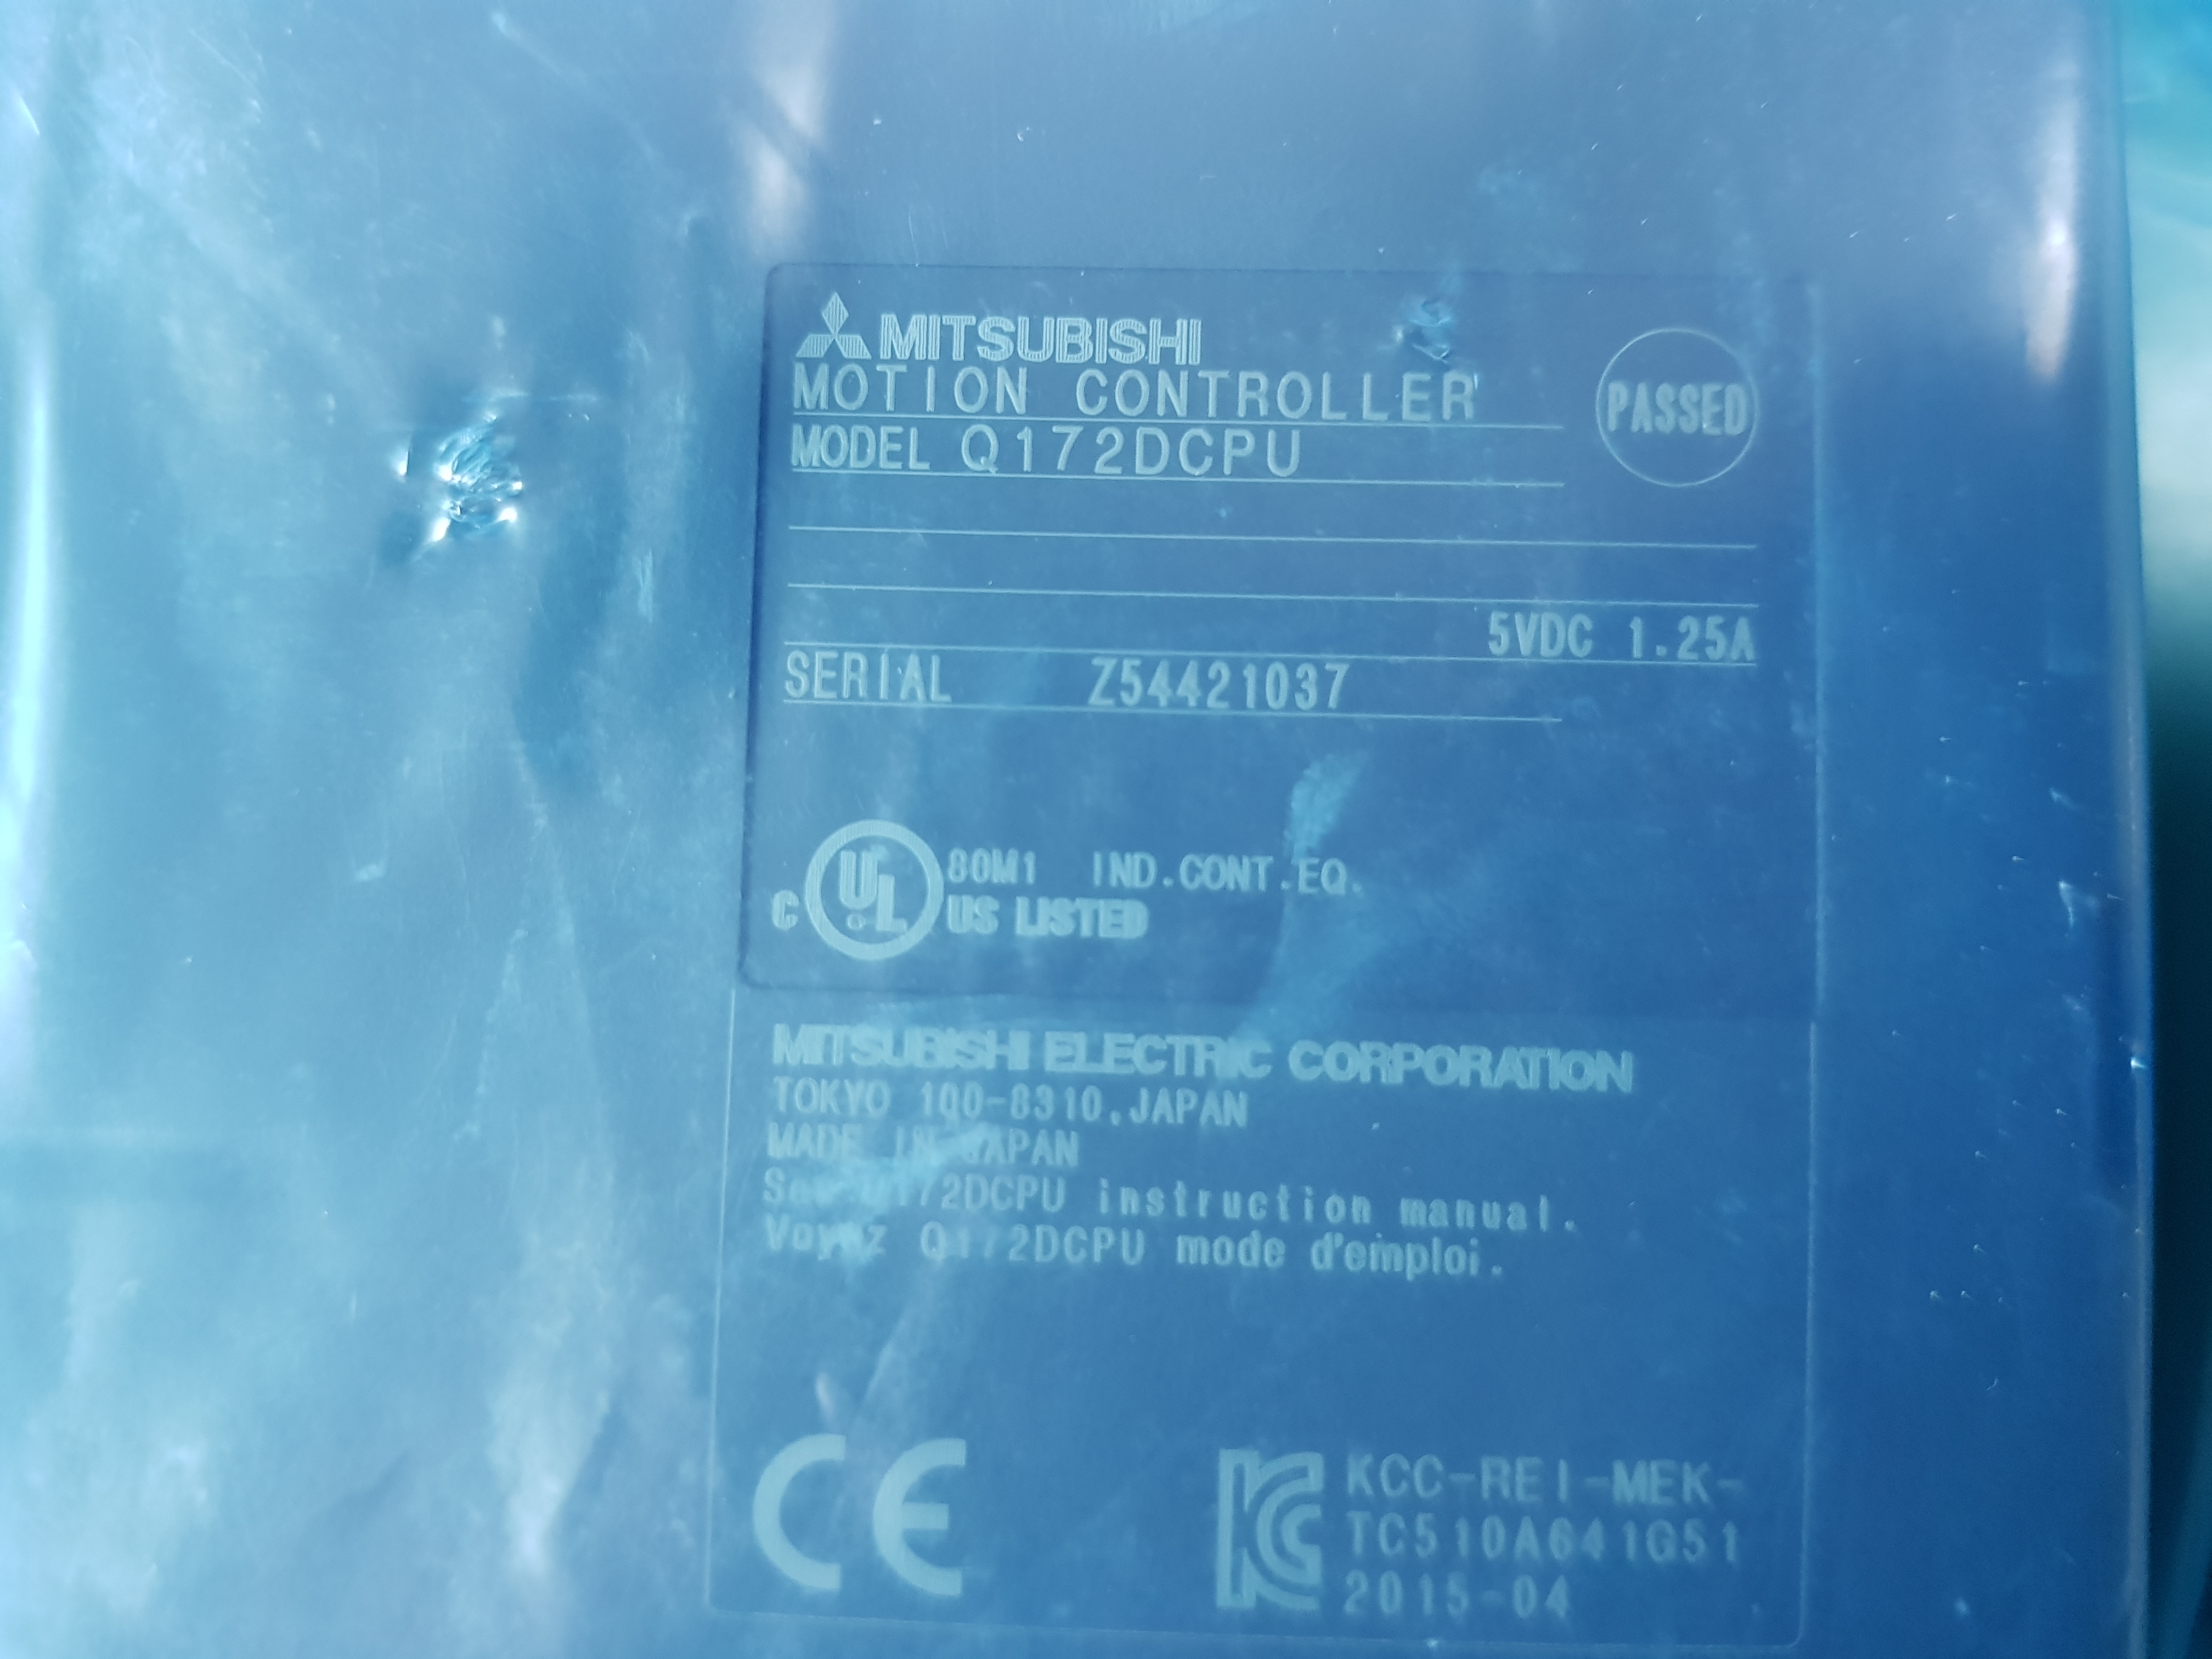 MITSUBISHI
MOTION CONTROLLER
PASSED
MODEL Q172DCPU
5VDC 1.25A
SERIAL Z54421037
80M1 IND.CONT.EQ.
C UL US LISTED
MITSUBISHI ELECTRIC CORPORATION
TOKYO 100-8310,JAPAN
MADE IN JAPAN
See Q172DCPU instruction manual.
Voyez Q172DCPU mode d'emploi.
CE
KC KCC-REI-MEK-
TC510A641G51
2015-04